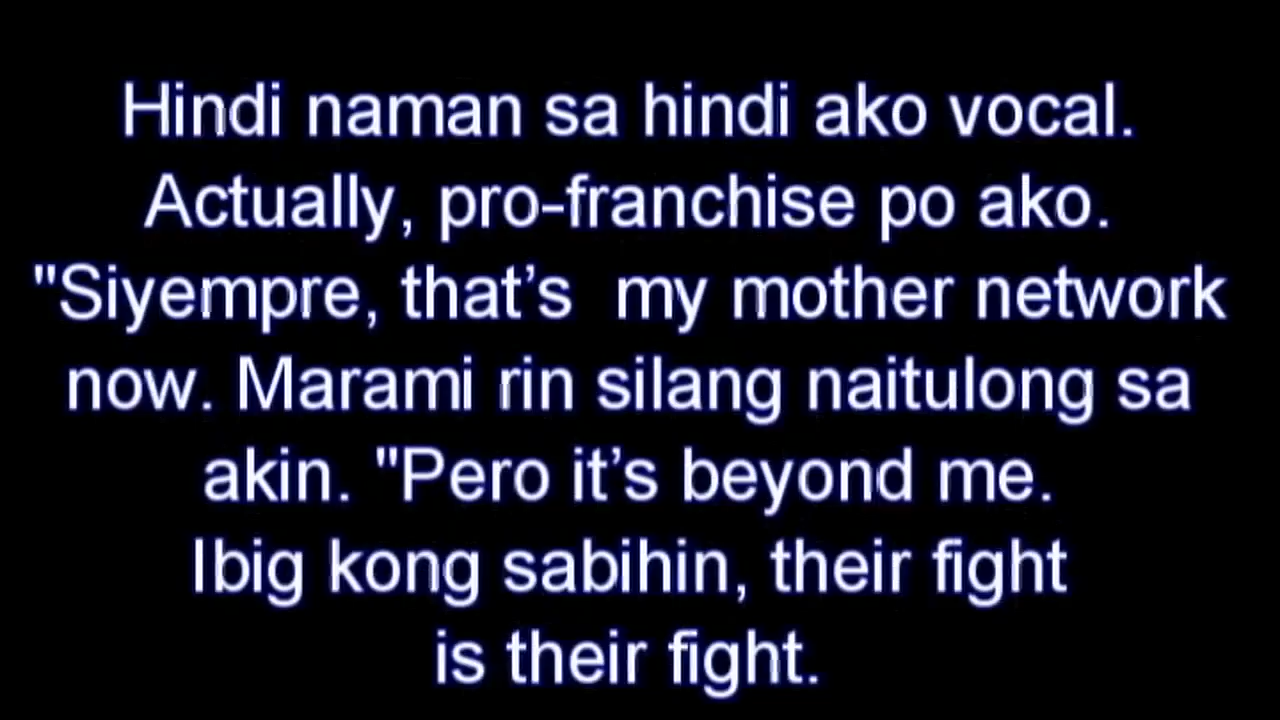 Hindi naman sa hindi ako vocal.
Actually, pro-franchise po ako.
"Siyempre, that’s  my mother network
now. Marami rin silang naitulong sa
akin. "Pero it’s beyond me.
Ibig kong sabihin, their fight
is their fight.